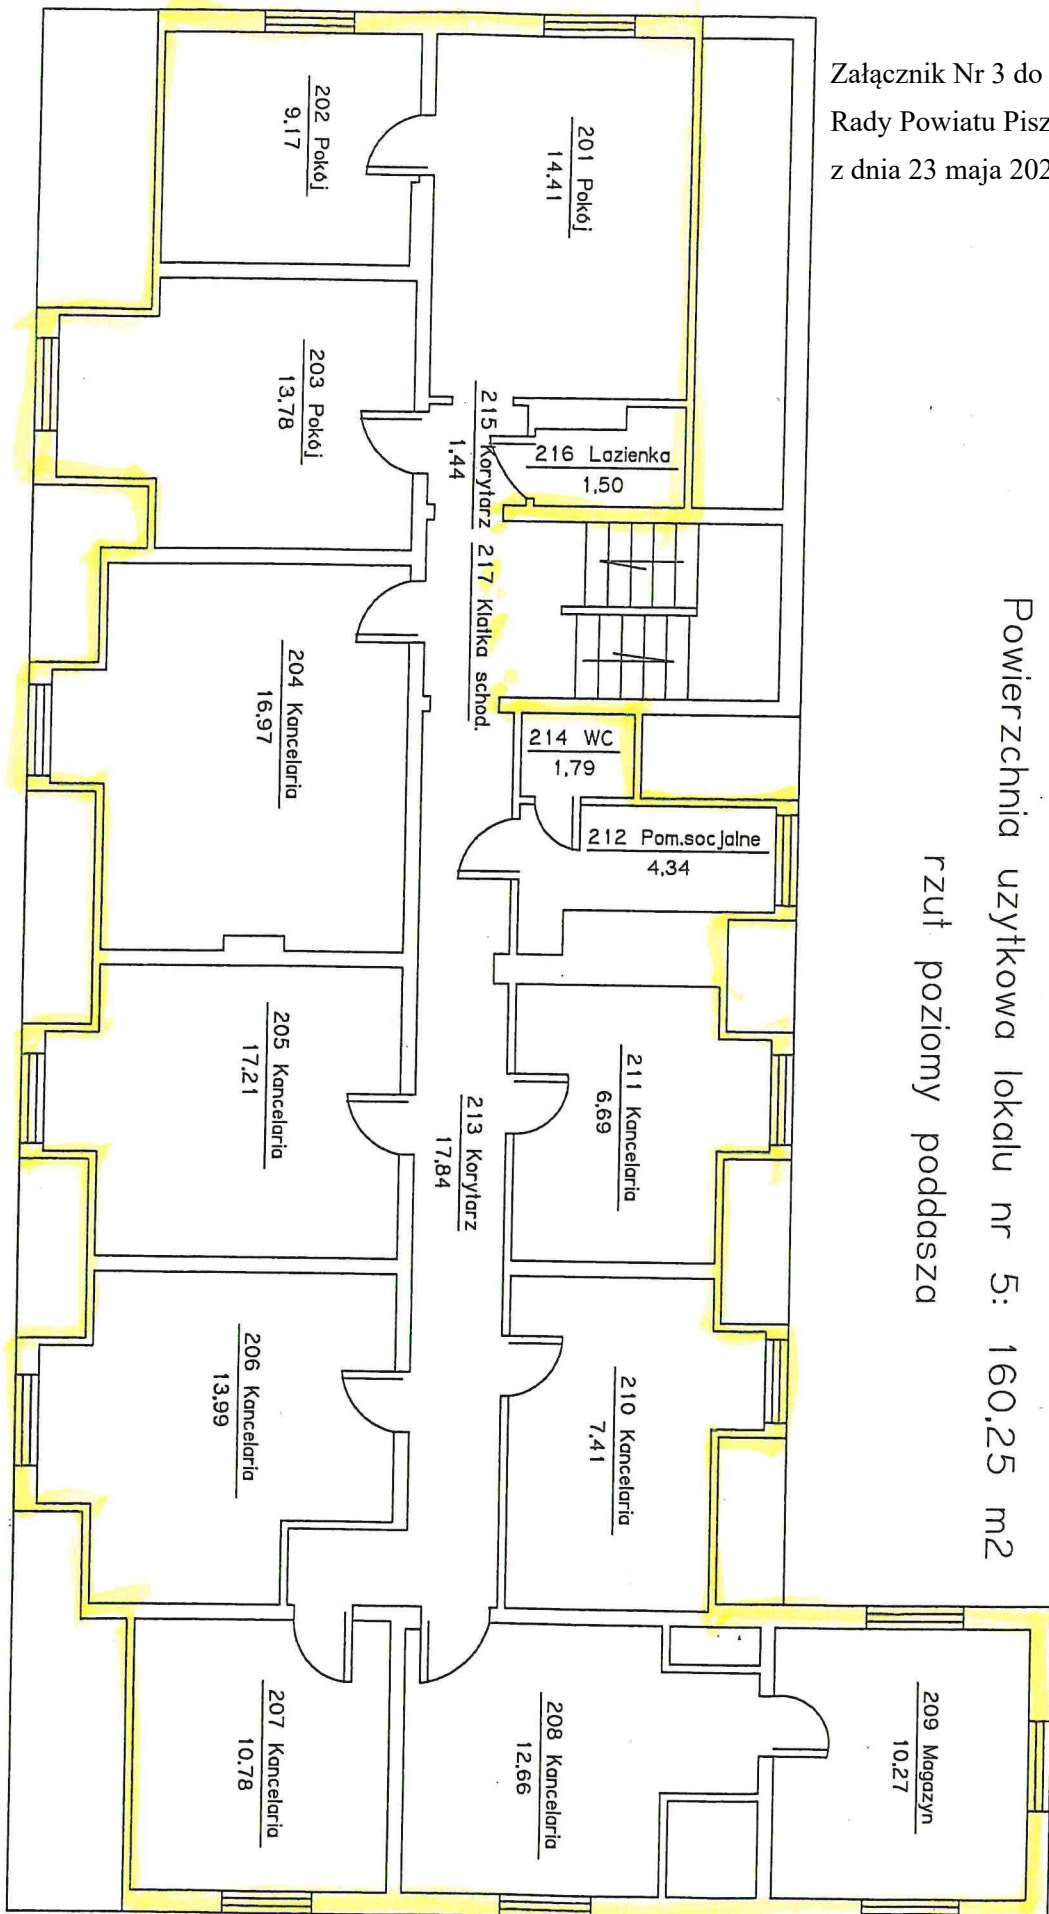 Załącznik Nr 3 do
Rady Powiatu Pisz
z dnia 23 maja 202
Powierzchnia uzytkowa lokalu nr 5: 160,25 m2
rzut poziomy poddasza
202 Pokój
9,17
201 Pokój
14,41
203 Pokój
13,78
215 Korytarz
1,44
216 Lazienka
1,50
217 Klatka schod.
204 Kancelaria
16,97
214 WC
1,79
212 Pom.socjalne
4,34
205 Kancelaria
17,21
213 Korytarz
17,84
211 Kancelaria
6,69
206 Kancelaria
13,99
210 Kancelaria
7,41
207 Kancelaria
10,78
208 Kancelaria
12,66
209 Magazyn
10,27